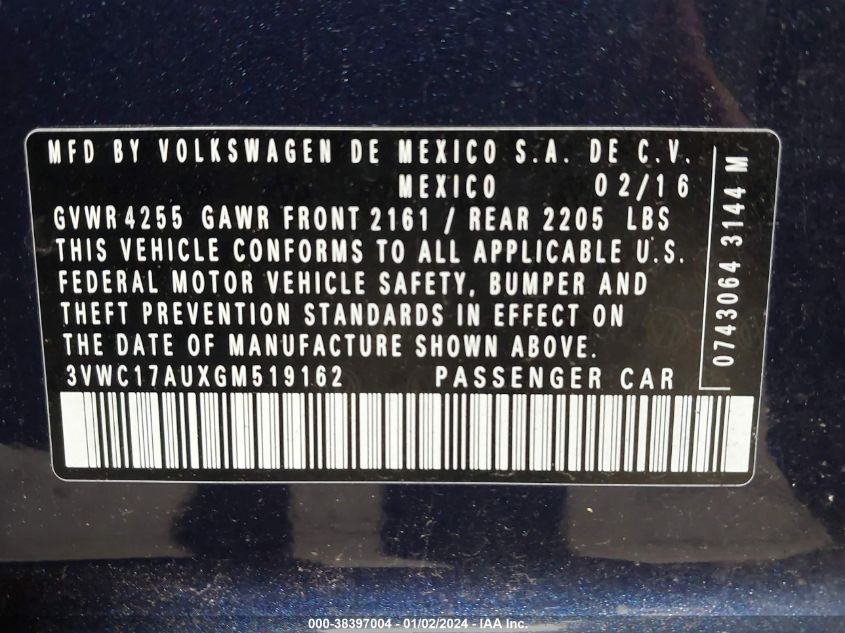 MFD BY VOLKSWAGEN DE MEXICO S.A. DE C.V.
MEXICO 02/16
GVWR 4255 GAWR FRONT 2161 / REAR 2205 LBS
THIS VEHICLE CONFORMS TO ALL APPLICABLE U.S.
FEDERAL MOTOR VEHICLE SAFETY, BUMPER AND
THEFT PREVENTION STANDARDS IN EFFECT ON
THE DATE OF MANUFACTURE SHOWN ABOVE.
3VWC17AUXGM519162 PASSENGER CAR
0743064 3144 M
000-38397004 - 01/02/2024 - IAA Inc.